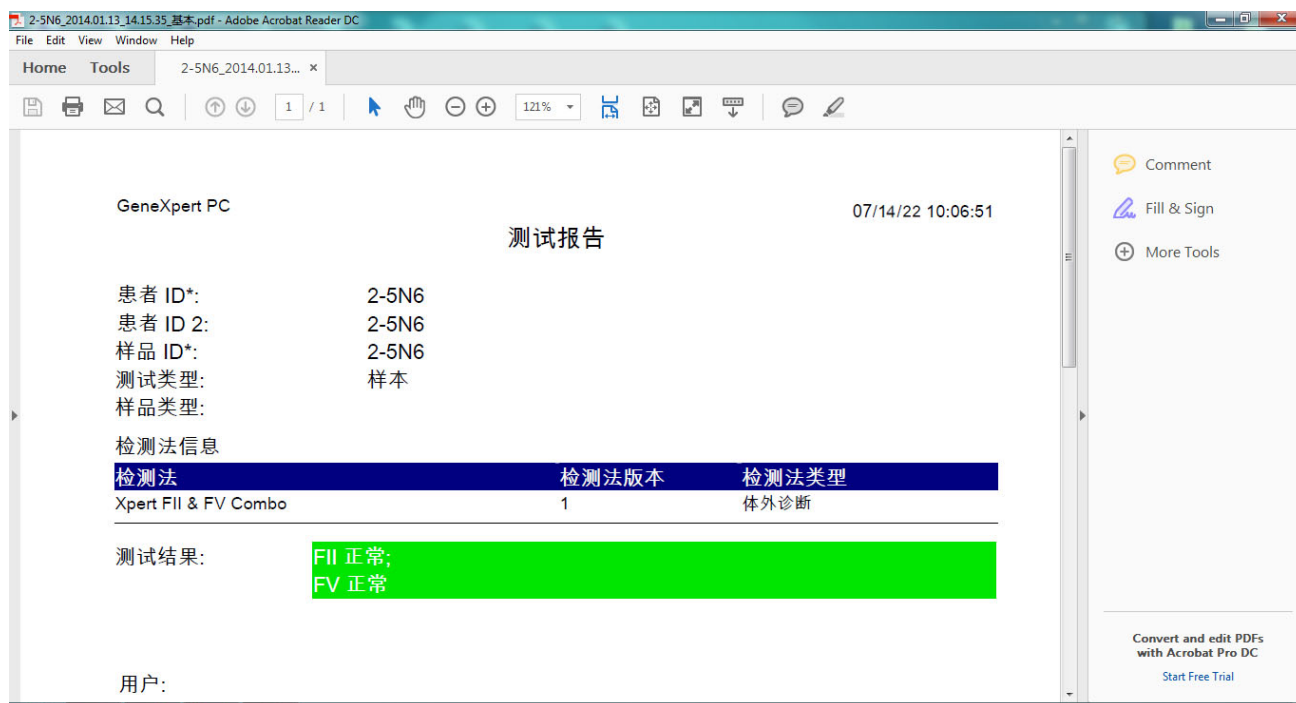 2-5N6_2014.01.13_14.15.35_基本.pdf - Adobe Acrobat Reader DC
File Edit View Window Help
Home Tools 2-5N6_2014.01.13... ×
1 / 1 121%
GeneXpert PC 07/14/22 10:06:51
测试报告
患者 ID*: 2-5N6
患者 ID 2: 2-5N6
样品 ID*: 2-5N6
测试类型: 样本
样品类型:
检测法信息
检测法 检测法版本 检测法类型
Xpert FII & FV Combo 1 体外诊断
测试结果: FII 正常;
FV 正常
用户:
Comment
Fill & Sign
More Tools
Convert and edit PDFs
with Acrobat Pro DC
Start Free Trial